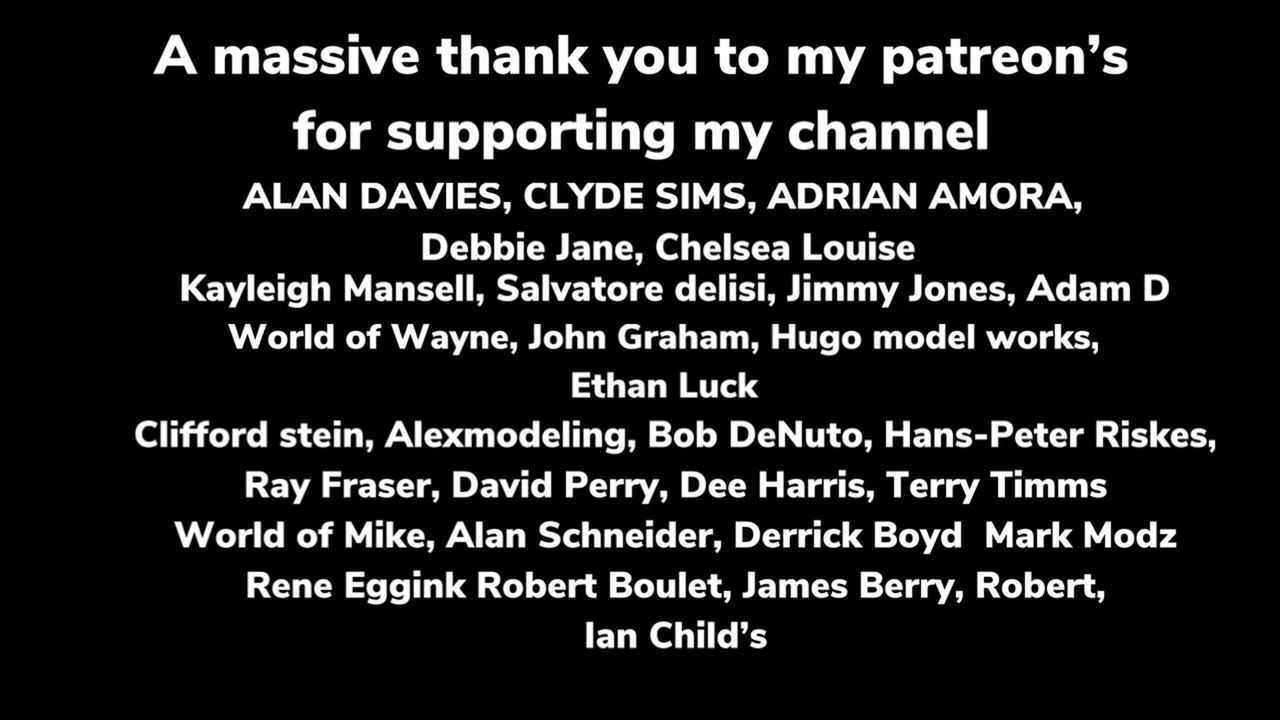 A massive thank you to my patreon’s
for supporting my channel
ALAN DAVIES, CLYDE SIMS, ADRIAN AMORA,
Debbie Jane, Chelsea Louise
Kayleigh Mansell, Salvatore delisi, Jimmy Jones, Adam D
World of Wayne, John Graham, Hugo model works,
Ethan Luck
Clifford stein, Alexmodeling, Bob DeNuto, Hans-Peter Riskes,
Ray Fraser, David Perry, Dee Harris, Terry Timms
World of Mike, Alan Schneider, Derrick Boyd  Mark Modz
Rene Eggink Robert Boulet, James Berry, Robert,
Ian Child’s